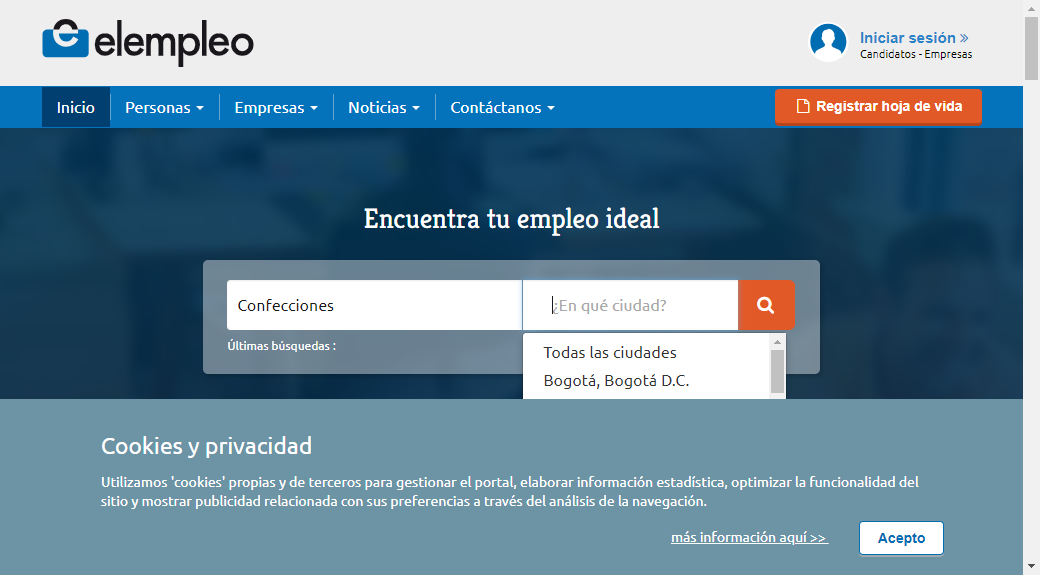 elempleo
Iniciar sesión »
Candidatos - Empresas
Inicio Personas Empresas Noticias Contáctanos Registrar hoja de vida
Encuentra tu empleo ideal
Confecciones ¿En qué ciudad?
Últimas búsquedas :
Todas las ciudades
Bogotá, Bogotá D.C.
Cookies y privacidad
Utilizamos 'cookies' propias y de terceros para gestionar el portal, elaborar información estadística, optimizar la funcionalidad del
sitio y mostrar publicidad relacionada con sus preferencias a través del análisis de la navegación.
más información aquí >> Acepto